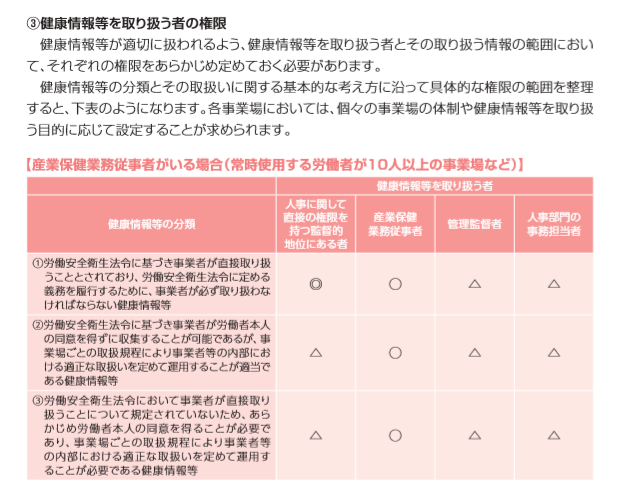 ③健康情報等を取り扱う者の権限
健康情報等が適切に扱われるよう、健康情報等を取り扱う者とその取り扱う情報の範囲におい
て、それぞれの権限をあらかじめ定めておく必要があります。
健康情報等の分類とその取扱いに関する基本的な考え方に沿って具体的な権限の範囲を整理
すると、下表のようになります。各事業場においては、個々の事業場の体制や健康情報等を取り扱
う目的に応じて設定することが求められます。
【産業保健業務従事者がいる場合（常時使用する労働者が10人以上の事業場など）】
健康情報等の分類
健康情報等を取り扱う者
人事に関して
直接の権限を
持つ監督的
地位にある者
産業保健
業務従事者
管理監督者
人事部門の
事務担当者
①労働安全衛生法令に基づき事業者が直接取り扱
うこととされており、労働安全衛生法令に定める
義務を履行するために、事業者が必ず取り扱わな
ければならない健康情報等
◎ ○ △ △
②労働安全衛生法令に基づき事業者が労働者本人
の同意を得ずに収集することが可能であるが、事
業場ごとの取扱規程により事業者等の内部にお
ける適正な取扱いを定めて運用することが適当で
ある健康情報等
△ ○ △ △
③労働安全衛生法令において事業者が直接取り
扱うことについて規定されていないため、あら
かじめ労働者本人の同意を得ることが必要で
あり、事業場ごとの取扱規程により事業者等
の内部における適正な取扱いを定めて運用す
ることが必要である健康情報等
△ ○ △ △